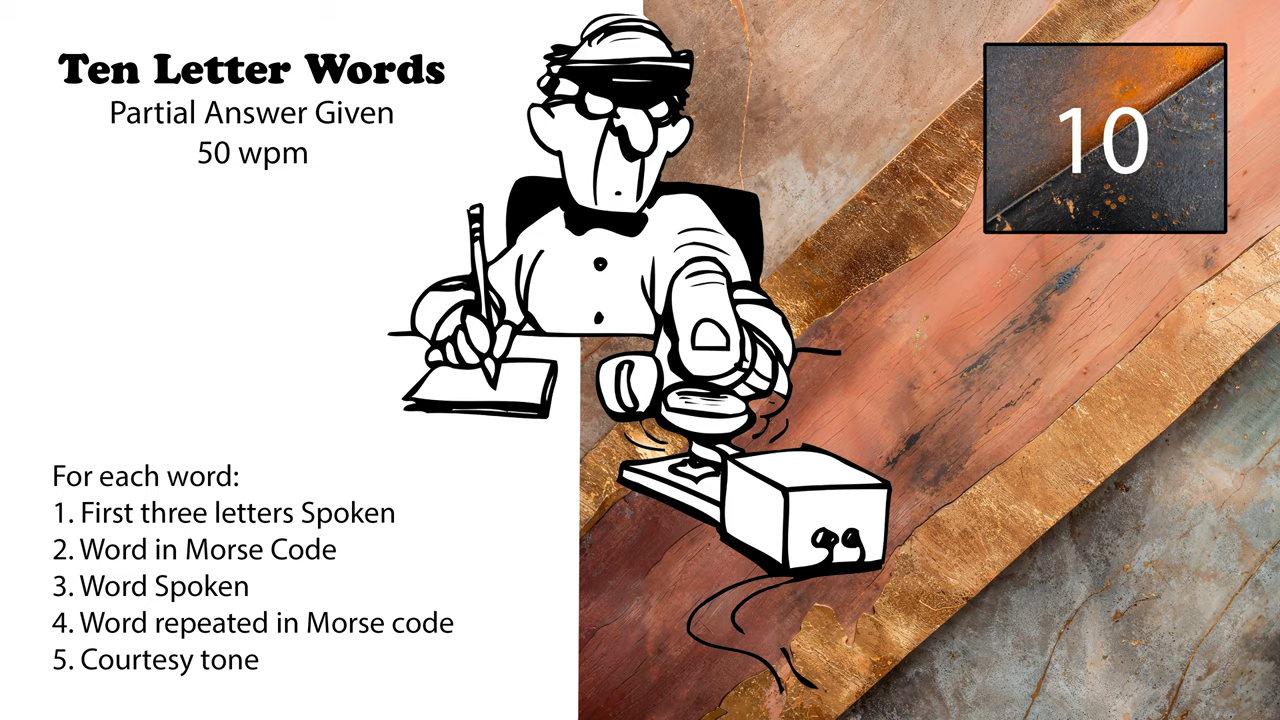 Ten Letter Words
Partial Answer Given
50 wpm
10
For each word:
1. First three letters Spoken
2. Word in Morse Code
3. Word Spoken
4. Word repeated in Morse code
5. Courtesy tone